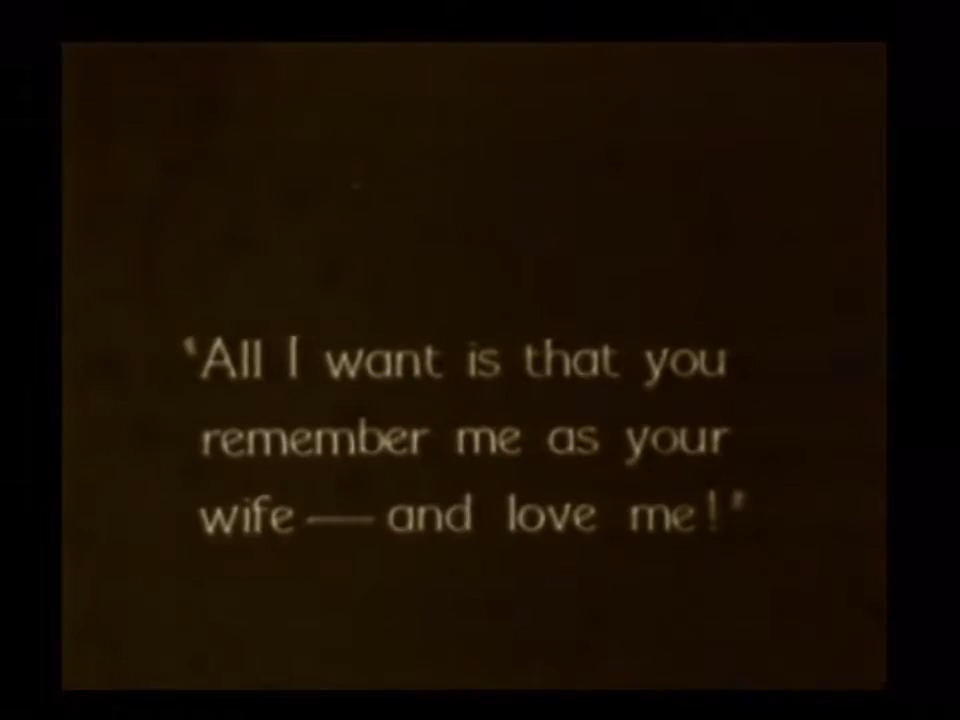 'All I want is that you
remember me as your
wife — and love me!'